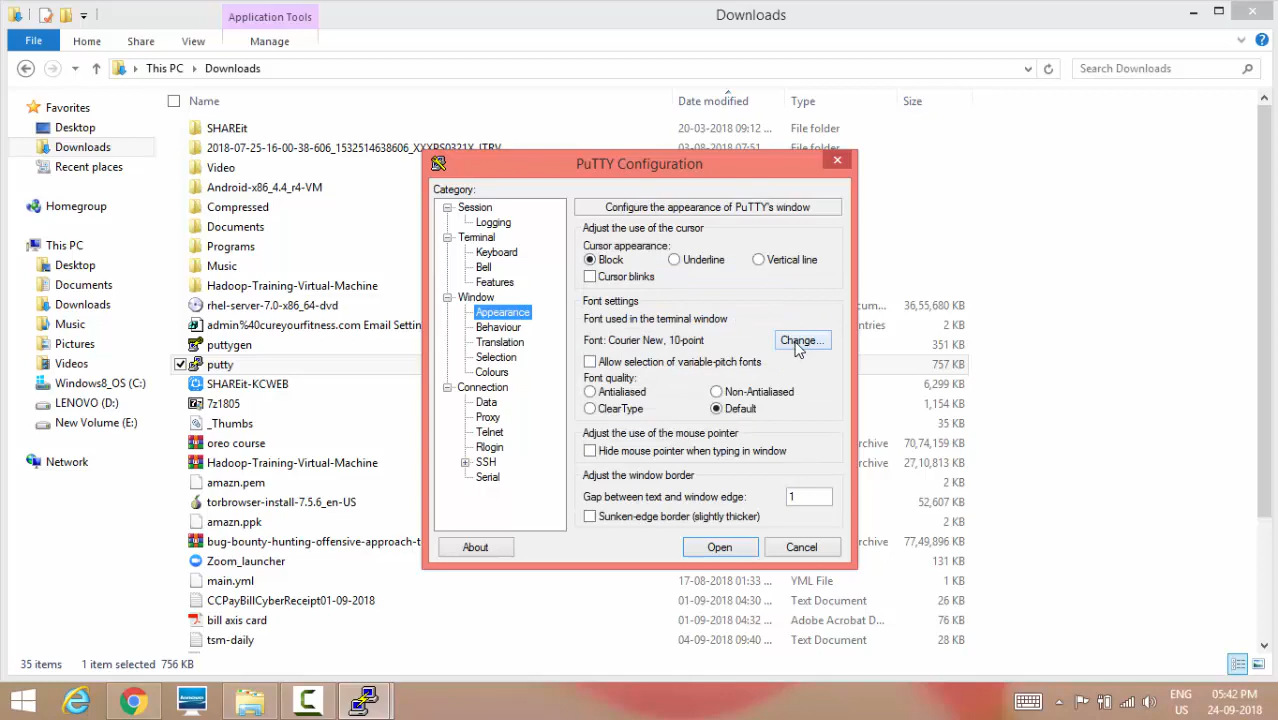 Application Tools
Downloads
File
Home
Share
View
Manage
This PC
Downloads
Search Downloads
Name
Date modified
Type
Size
Favorites
Desktop
Downloads
Recent places
Homegroup
This PC
Desktop
Documents
Downloads
Music
Pictures
Videos
Windows8_OS (C:)
LENOVO (D:)
New Volume (E:)
Network
SHAREit
20-03-2018 09:12 ...
File folder
2018-07-25-16-00-38-606_1532514638606_XXXPS0321X_ITRV
03-08-2018 07:51
File folder
Video
Android-x86_4.4_r4-VM
Compressed
Documents
Programs
Music
Hadoop-Training-Virtual-Machine
rhel-server-7.0-x86_64-dvd
cum...
36,55,680 KB
admin%40cureyourfitness.com Email Settin
ntries
2 KB
puttygen
351 KB
putty
757 KB
SHAREit-KCWEB
6,299 KB
7z1805
1,154 KB
_Thumbs
35 KB
oreo course
rchive
70,74,159 KB
Hadoop-Training-Virtual-Machine
rchive
27,10,813 KB
amazn.pem
2 KB
torbrowser-install-7.5.6_en-US
52,607 KB
amazn.ppk
2 KB
bug-bounty-hunting-offensive-approach-t
rchive
77,49,896 KB
Zoom_launcher
131 KB
main.yml
17-08-2018 01:33 ...
YML File
1 KB
CCPayBillCyberReceipt01-09-2018
01-09-2018 04:30 ...
Text Document
26 KB
bill axis card
01-09-2018 04:32 ...
Adobe Acrobat D...
76 KB
tsm-daily
04-09-2018 09:40 ...
Text Document
28 KB
PuTTY Configuration
Category:
Session
Logging
Terminal
Keyboard
Bell
Features
Window
Appearance
Behaviour
Translation
Selection
Colours
Connection
Data
Proxy
Telnet
Rlogin
SSH
Serial
Configure the appearance of PuTTY's window
Adjust the use of the cursor
Cursor appearance:
Block
Underline
Vertical line
Cursor blinks
Font settings
Font used in the terminal window
Font: Courier New, 10-point
Change...
Allow selection of variable-pitch fonts
Font quality:
Antialiased
Non-Antialiased
ClearType
Default
Adjust the use of the mouse pointer
Hide mouse pointer when typing in window
Adjust the window border
Gap between text and window edge:
1
Sunken-edge border (slightly thicker)
About
Open
Cancel
35 items
1 item selected 756 KB
ENG
US
05:42 PM
24-09-2018